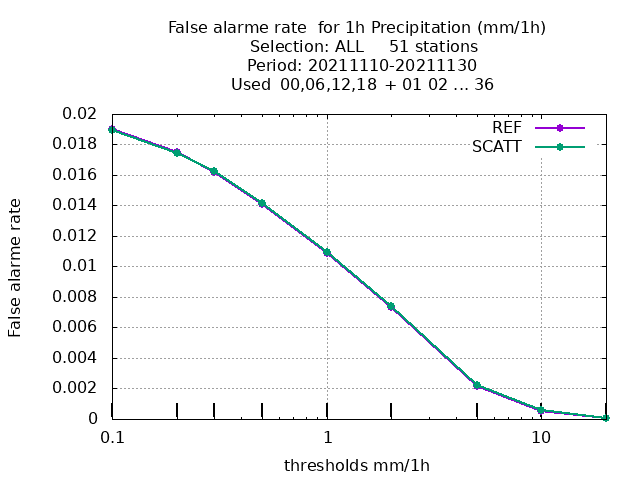 False alarme rate  for 1h Precipitation (mm/1h)
Selection: ALL     51 stations
Period: 20211110-20211130
Used  00,06,12,18  + 01 02 ... 36
REF
SCATT
0.02
0.018
0.016
0.014
0.012
0.01
0.008
0.006
0.004
0.002
0
False alarme rate
0.1
1
10
thresholds mm/1h